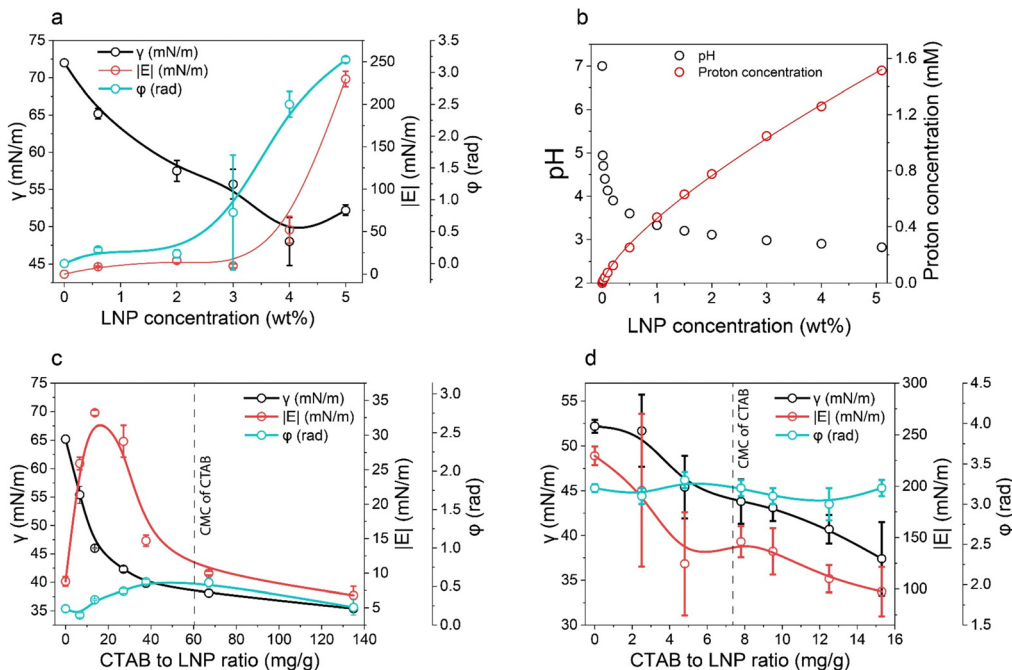 a
75
70
65
60
55
50
45
γ (mN/m)
γ (mN/m)
|E| (mN/m)
φ (rad)
250
200
150
100
50
0
|E| (mN/m)
3.5
3.0
2.5
2.0
1.5
1.0
0.5
0.0
φ (rad)
0 1 2 3 4 5
LNP concentration (wt%)
b
8
7
6
5
4
3
2
pH
pH
Proton concentration
1.6
1.2
0.8
0.4
0.0
Proton concentration (mM)
0 1 2 3 4 5
LNP concentration (wt%)
c
75
70
65
60
55
50
45
40
35
γ (mN/m)
γ (mN/m)
|E| (mN/m)
φ (rad)
CMC of CTAB
35
30
25
20
15
10
5
|E| (mN/m)
3.0
2.5
2.0
1.5
1.0
0.5
0.0
φ (rad)
0 20 40 60 80 100 120 140
CTAB to LNP ratio (mg/g)
d
55
50
45
40
35
30
γ (mN/m)
γ (mN/m)
|E| (mN/m)
φ (rad)
CMC of CTAB
300
250
200
150
100
|E| (mN/m)
4.5
4.0
3.5
3.0
2.5
2.0
1.5
φ (rad)
0 2 4 6 8 10 12 14 16
CTAB to LNP ratio (mg/g)